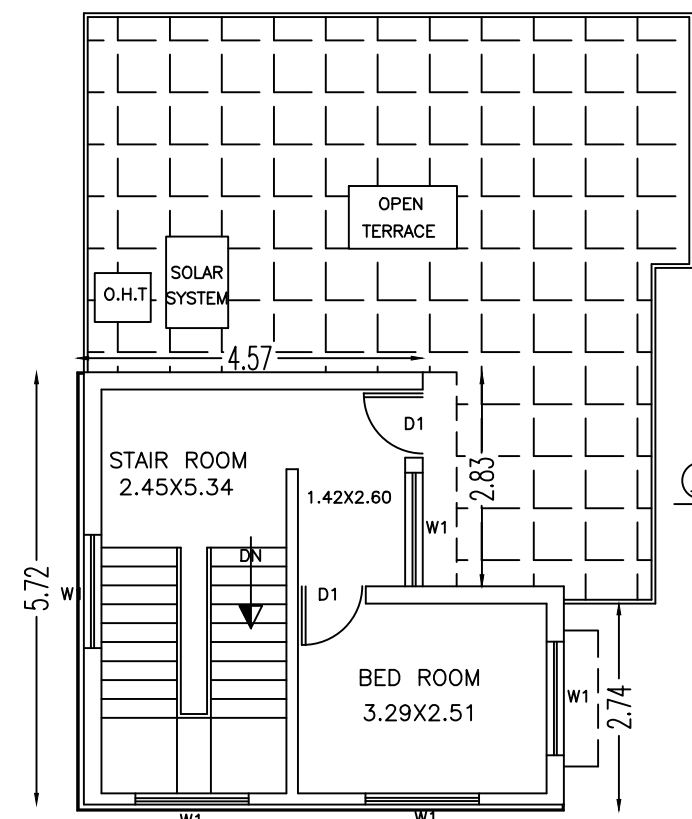 OPEN
TERRACE
SOLAR
SYSTEM
O.H.T
4.57
D1
STAIR ROOM
2.45X5.34
2.83
1.42X2.60
W1
DN
5.72
W1
D1
BED ROOM
3.29X2.51
W1
2.74
W1
W1